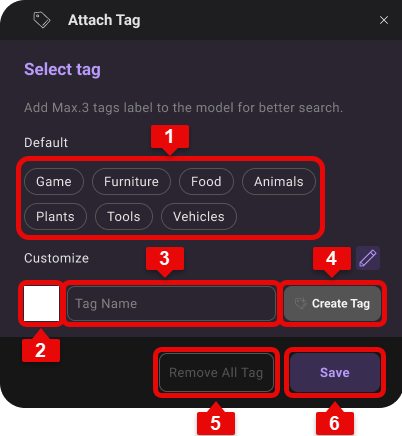 Attach Tag
Select tag
Add Max.3 tags label to the model for better search.
Default
1
Game Furniture Food Animals
Plants Tools Vehicles
Customize
3
4
Tag Name
Create Tag
2
Remove All Tag
Save
5
6